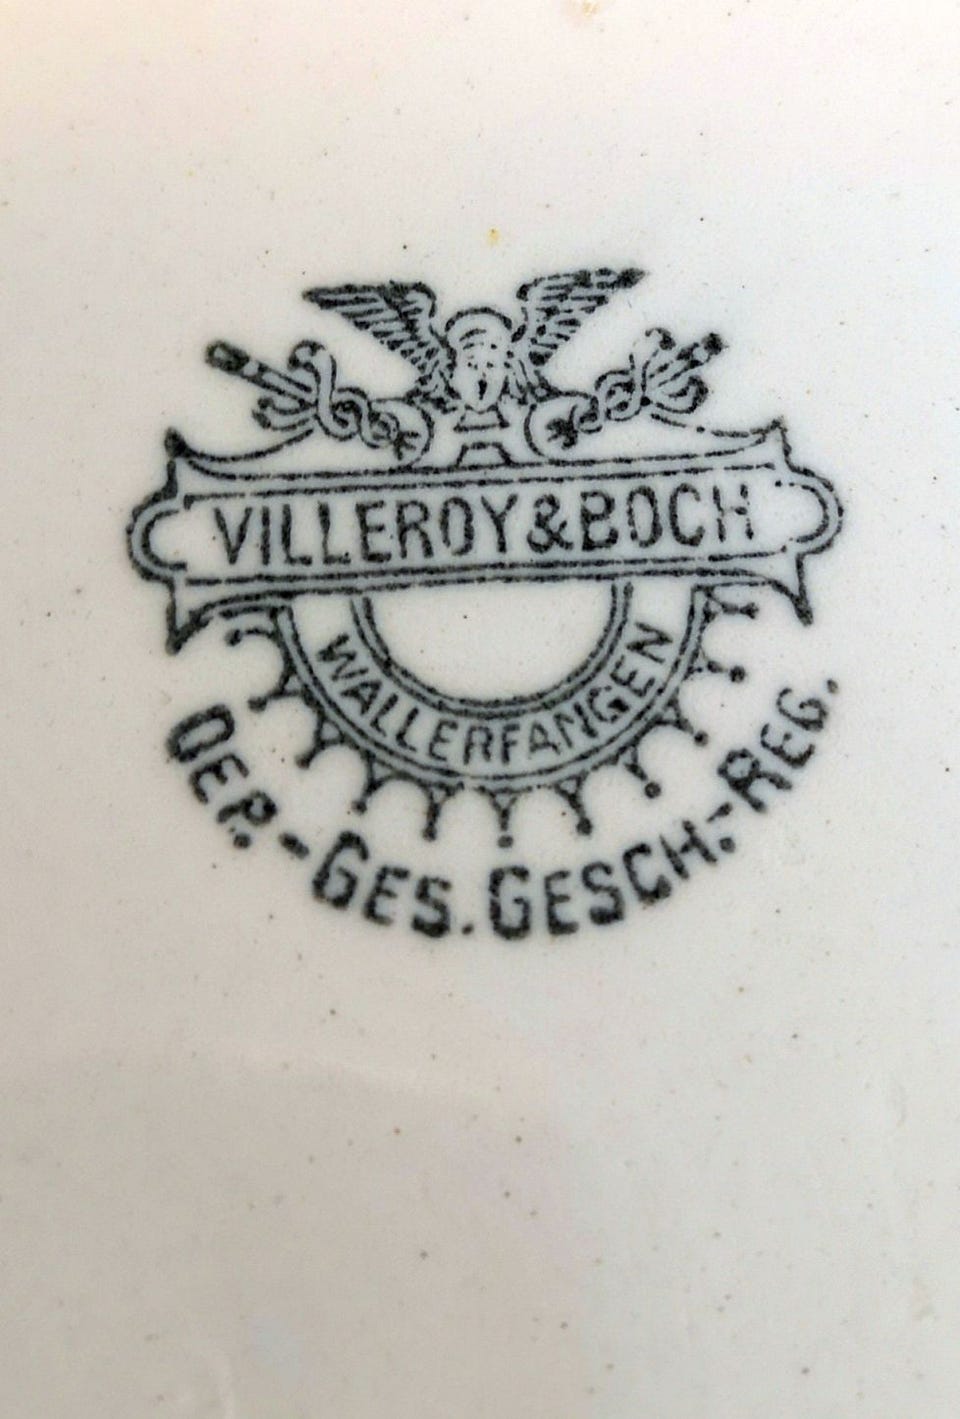 VILLEROY & BOCH
WALLERFANGEN
DEP.-GES.GESCH.-REG.